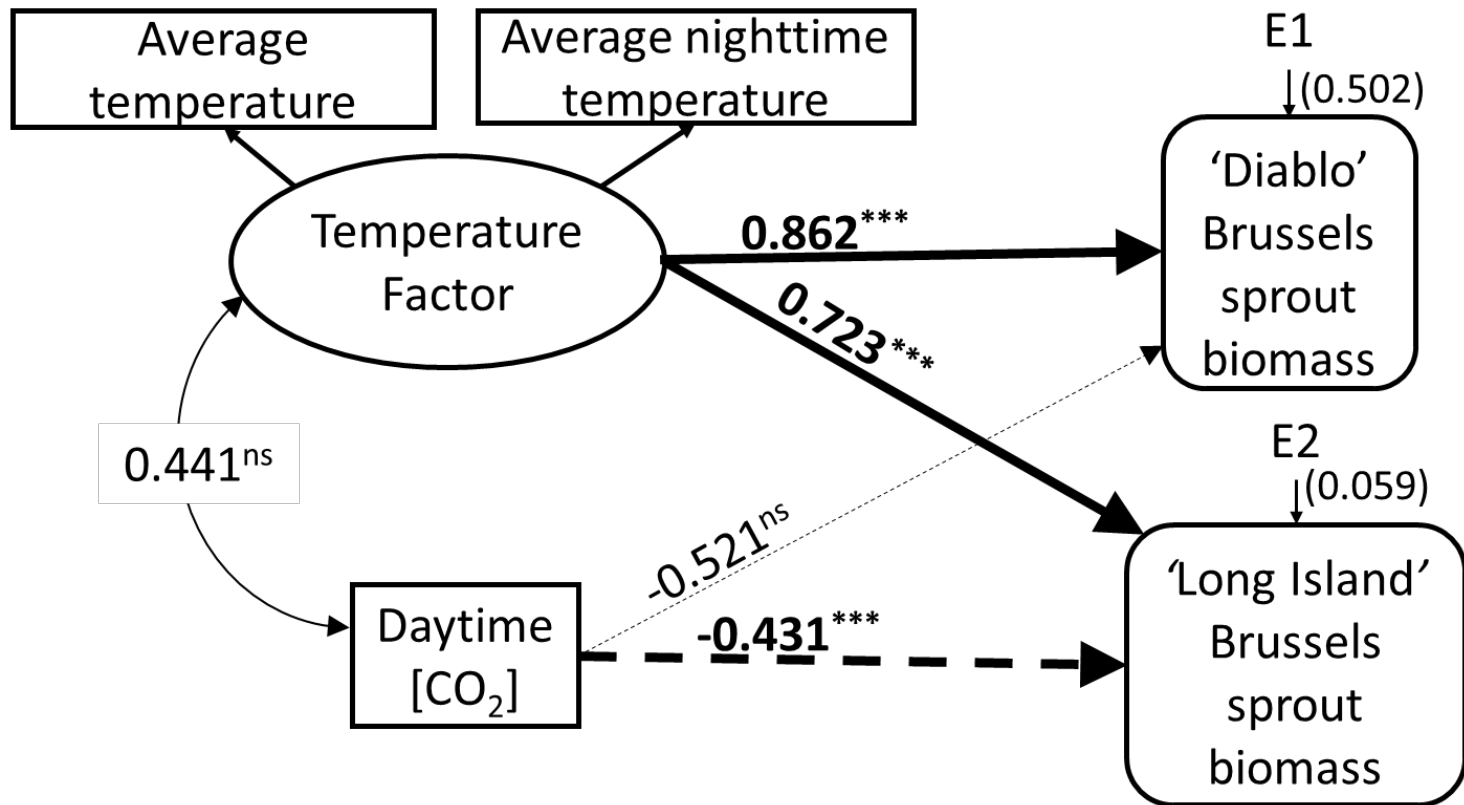 Average
temperature
Average nighttime
temperature
E1
(0.502)
‘Diablo’
Brussels
sprout
biomass
Temperature
Factor
0.862***
0.723***
0.441ns
-0.521ns
E2
(0.059)
Daytime
[CO₂]
-0.431***
‘Long Island’
Brussels
sprout
biomass